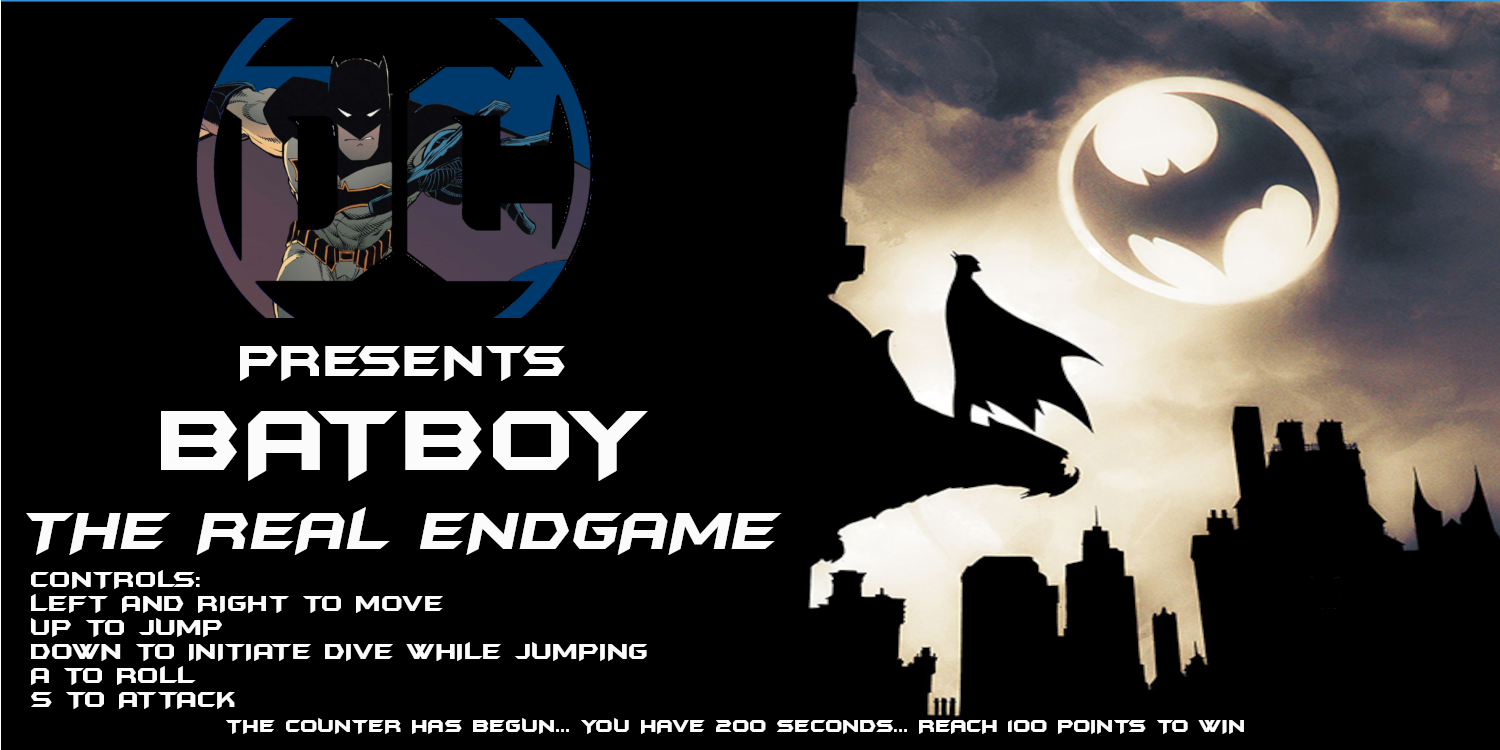 DC
PRESENTS
BATBOY
THE REAL ENDGAME
CONTROLS:
LEFT AND RIGHT TO MOVE
UP TO JUMP
DOWN TO INITIATE DIVE WHILE JUMPING
A TO ROLL
S TO ATTACK
THE COUNTER HAS BEGUN... YOU HAVE 200 SECONDS... REACH 100 POINTS TO WIN